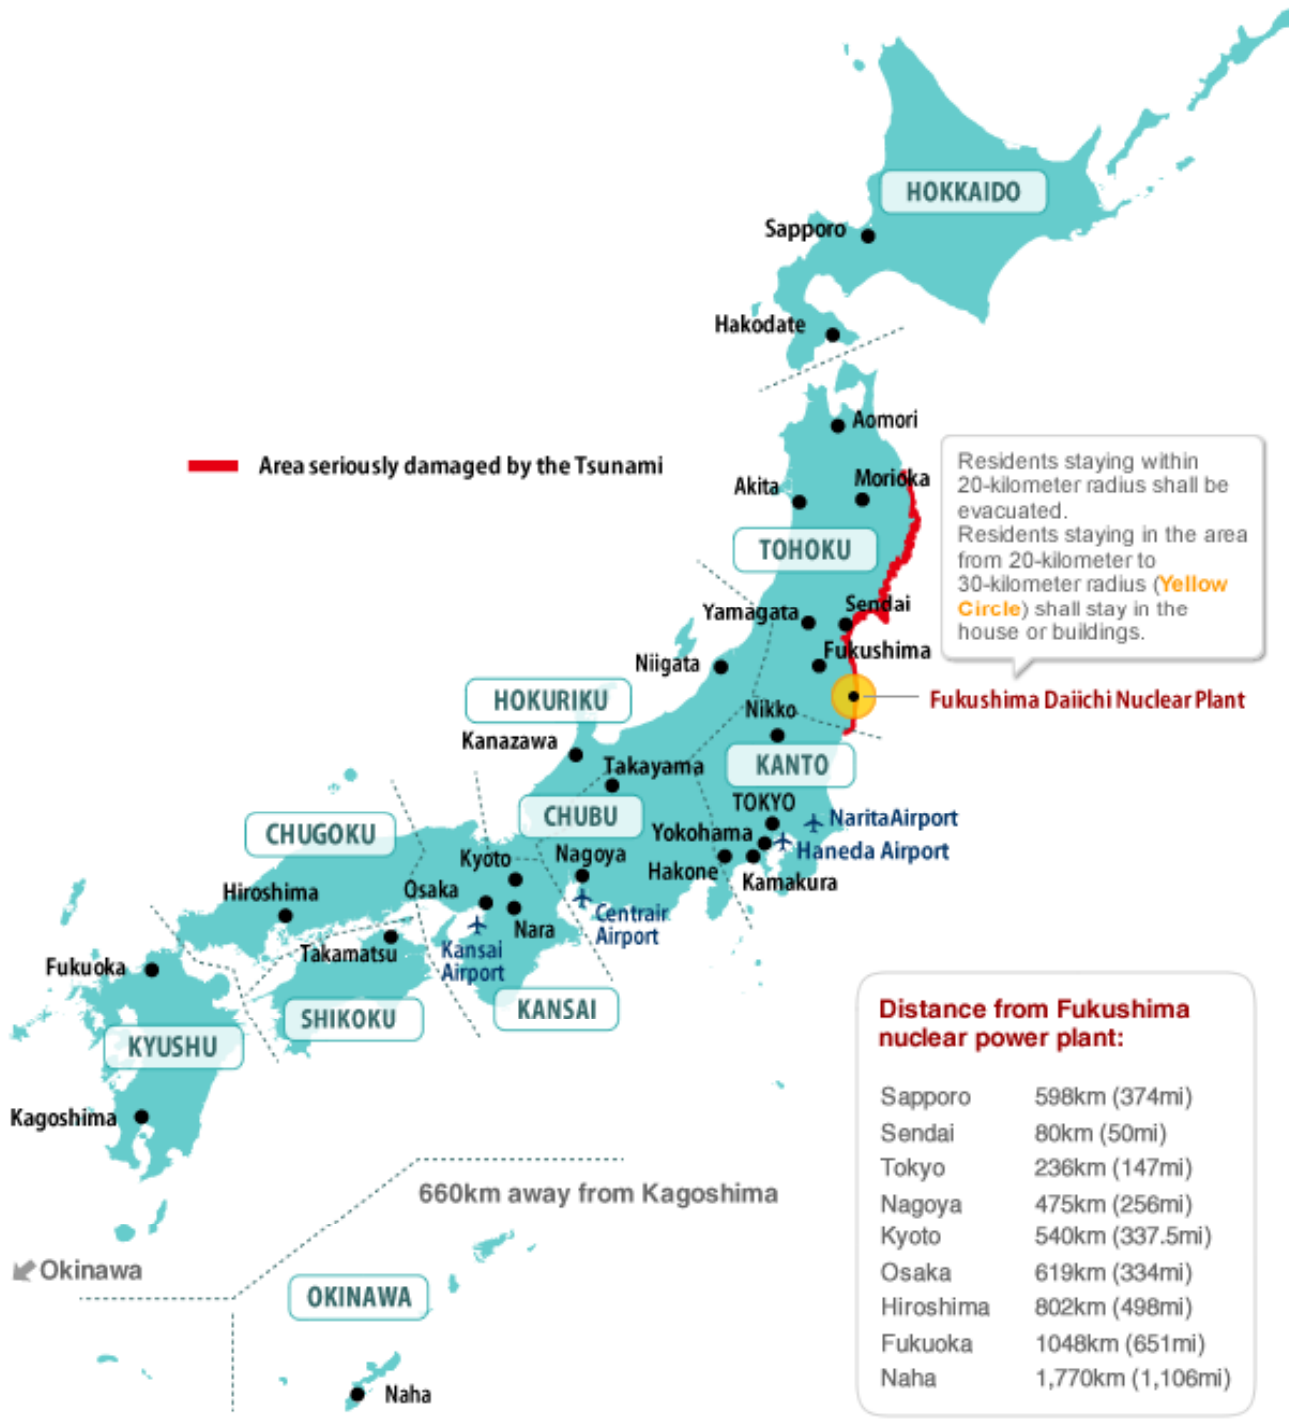 HOKKAIDO
Sapporo
Hakodate
Aomori
Area seriously damaged by the Tsunami
Akita
Morioka
TOHOKU
Residents staying within
20-kilometer radius shall be
evacuated.
Residents staying in the area
from 20-kilometer to
30-kilometer radius (Yellow
Circle) shall stay in the
house or buildings.
Yamagata
Sendai
Fukushima
Niigata
HOKURIKU
Fukushima Daiichi Nuclear Plant
Nikko
Kanazawa
Takayama
KANTO
CHUBU
TOKYO
NaritaAirport
CHUGOKU
Yokohama
Haneda Airport
Kyoto
Nagoya
Hakone
Kamakura
Hiroshima
Osaka
Nara
Centrair
Airport
Takamatsu
Kansai
Airport
Fukuoka
KANSAI
SHIKOKU
KYUSHU
Kagoshima
660km away from Kagoshima
Okinawa
OKINAWA
Naha
Distance from Fukushima
nuclear power plant:
Sapporo 598km (374mi)
Sendai 80km (50mi)
Tokyo 236km (147mi)
Nagoya 475km (256mi)
Kyoto 540km (337.5mi)
Osaka 619km (334mi)
Hiroshima 802km (498mi)
Fukuoka 1048km (651mi)
Naha 1,770km (1,106mi)